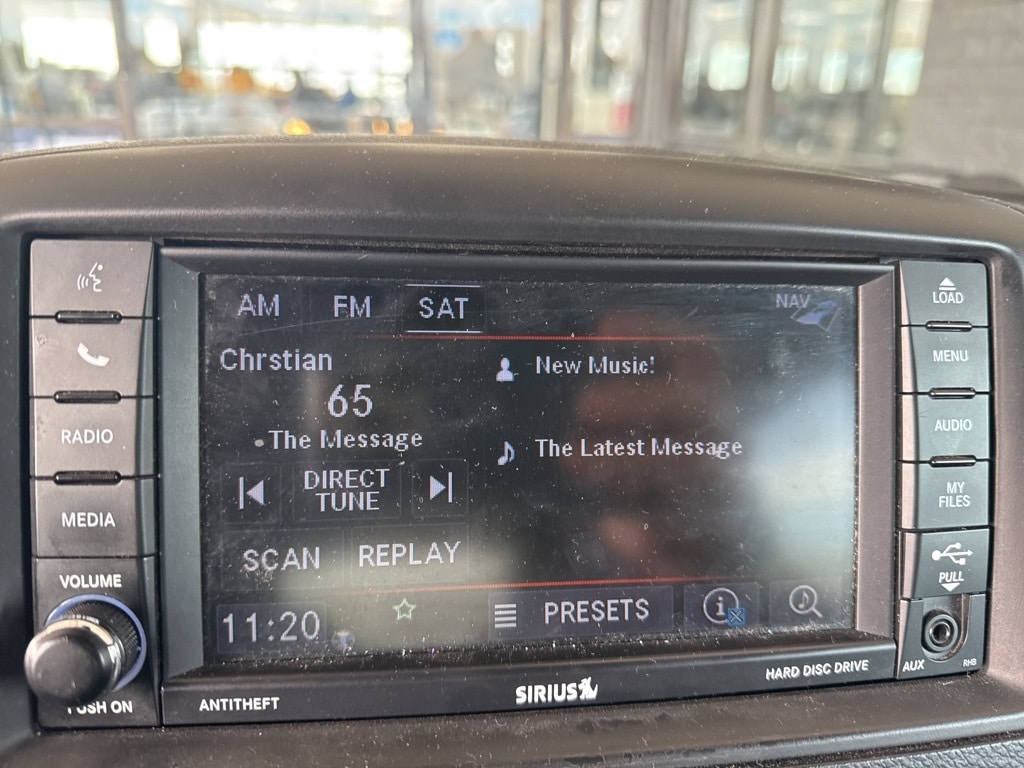 AM FM SAT NAV
Chrstian
65
The Message
New Music!
The Latest Message
DIRECT
TUNE
SCAN REPLAY
11:20 PRESETS
RADIO
MEDIA
VOLUME
PUSH ON
ANTITHEFT
SIRIUS
HARD DISC DRIVE
LOAD
MENU
AUDIO
MY
FILES
PULL
AUX RHB